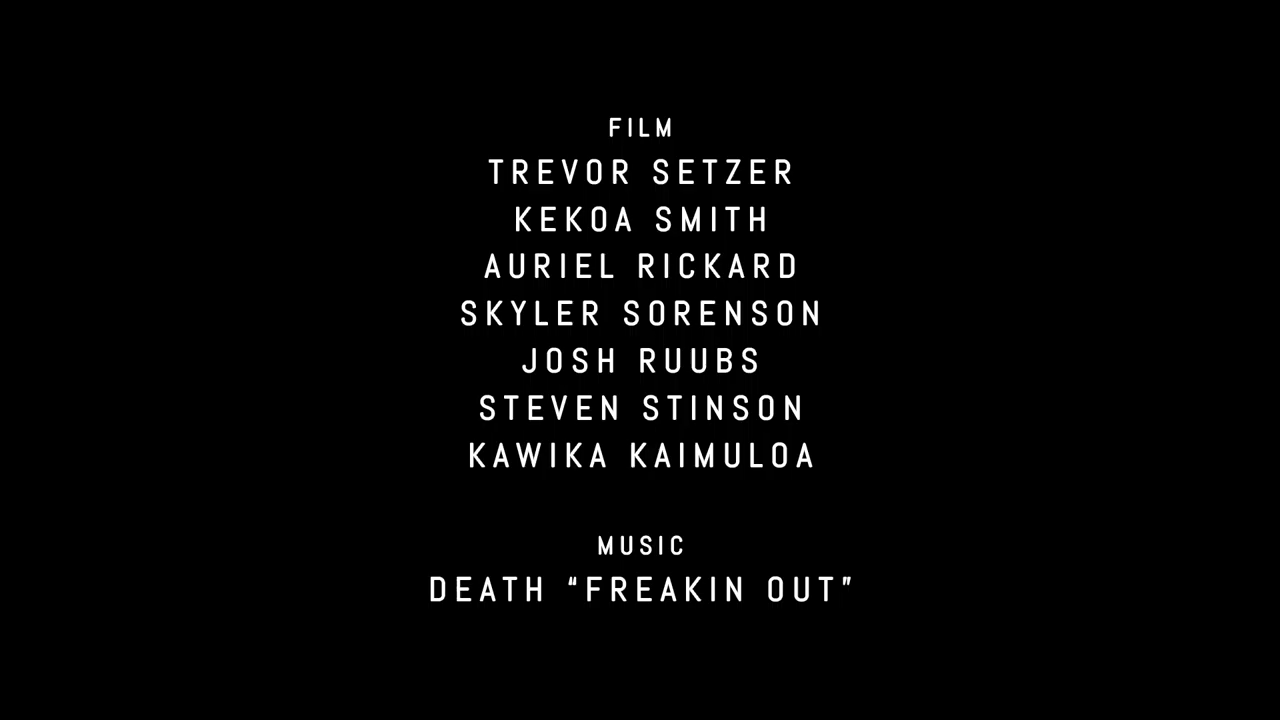 FILM
TREVOR SETZER
KEKOA SMITH
AURIEL RICKARD
SKYLER SORENSON
JOSH RUUBS
STEVEN STINSON
KAWIKA KAIMULOA
MUSIC
DEATH “FREAKIN OUT”